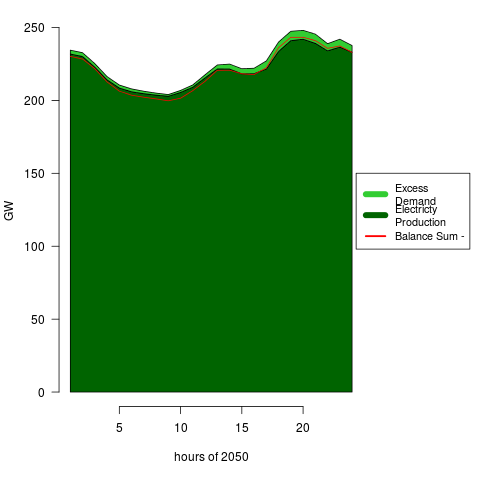 250
200
150
100
50
0
GW
5 10 15 20
hours of 2050
Excess
Demand
Electricty
Production
Balance Sum -